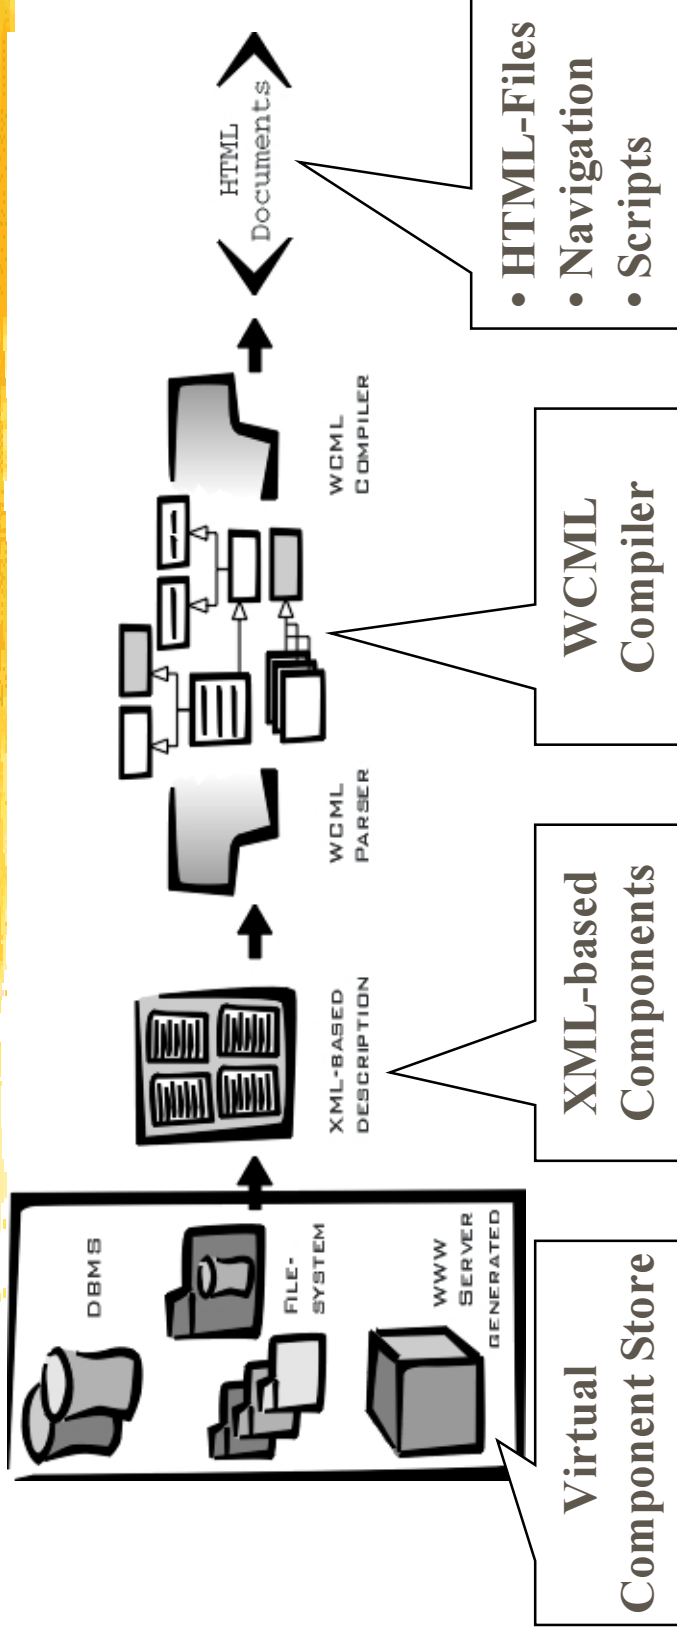 DBMS
FILE-
SYSTEM
WWW
SERVER
GENERATED
XML-BASED
DESCRIPTION
WCML
PARSER
WCML
COMPILER
HTML
Documents
Virtual
Component Store
XML-based
Components
WCML
Compiler
• HTML-Files
• Navigation
• Scripts